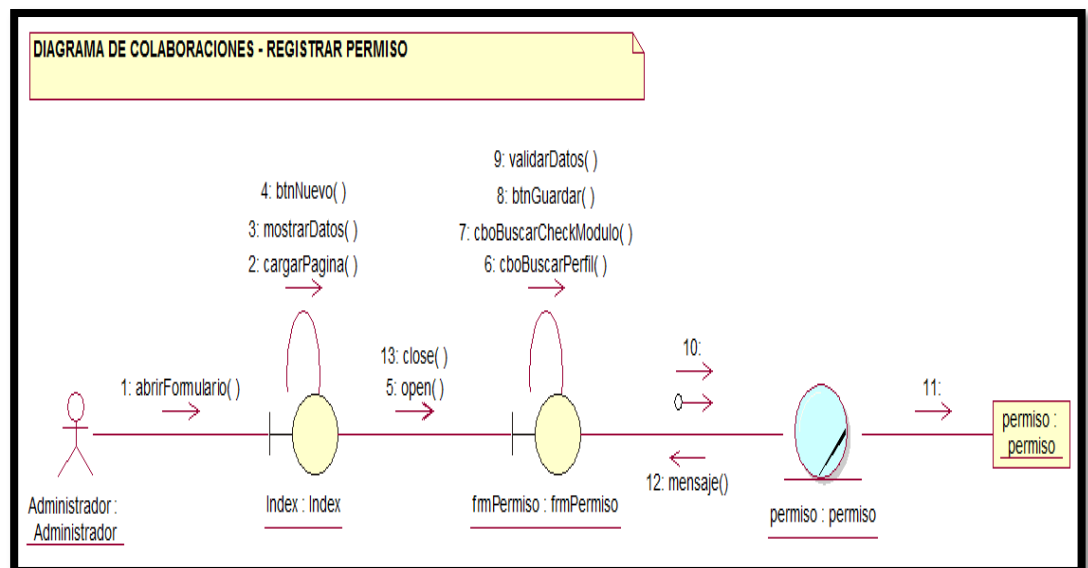 DIAGRAMA DE COLABORACIONES - REGISTRAR PERMISO
9: validarDatos( )
8: btnGuardar( )
7: cboBuscarCheckModulo( )
6: cboBuscarPerfil( )
4: btnNuevo( )
3: mostrarDatos( )
2: cargarPagina( )
13: close( )
5: open( )
10:
1: abrirFormulario( )
11:
12: mensaje()
permiso :
permiso
Administrador :
Administrador
Index : Index
frmPermiso : frmPermiso
permiso : permiso